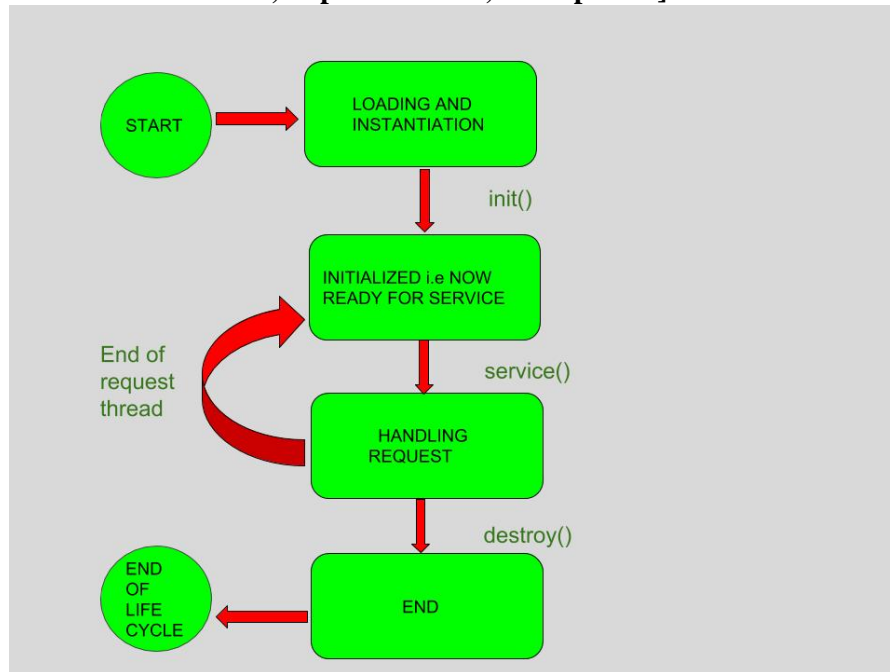 START
LOADING AND
INSTANTIATION
init()
INITIALIZED i.e NOW
READY FOR SERVICE
End of
request
thread
service()
HANDLING
REQUEST
destroy()
END
OF
LIFE
CYCLE
END